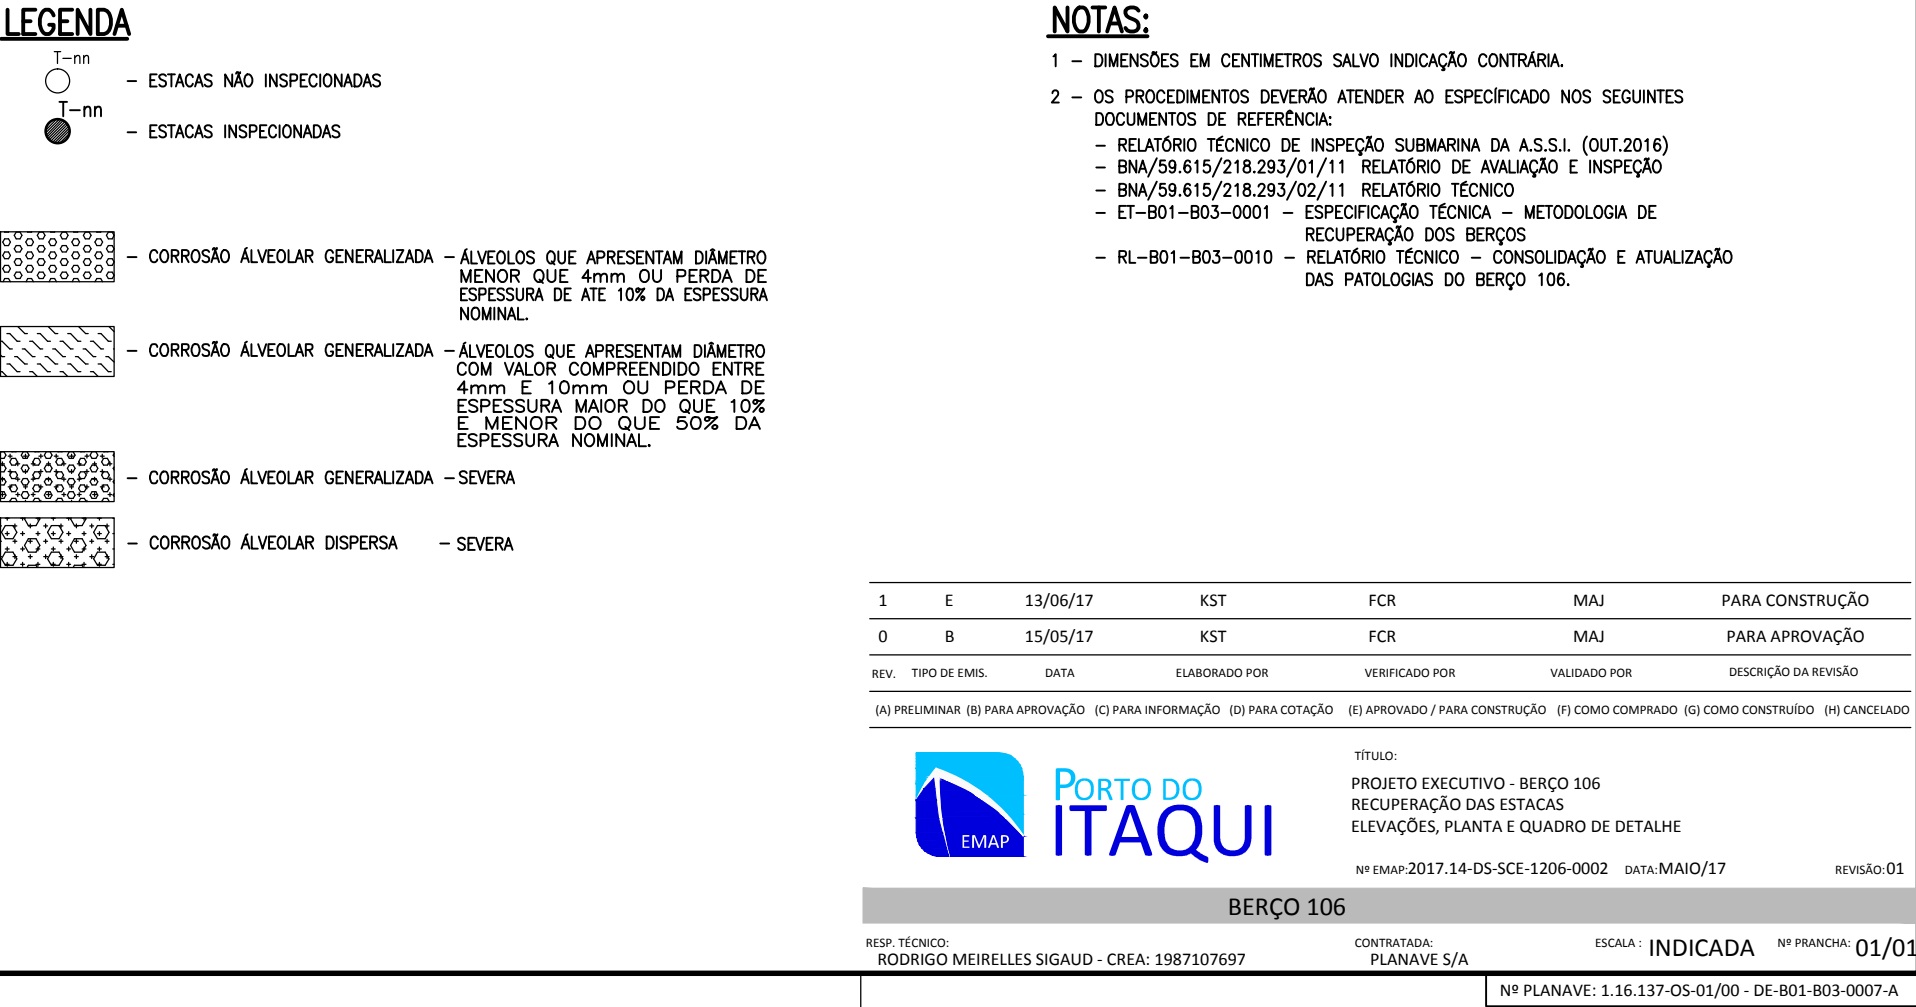 LEGENDA
T-nn
- ESTACAS NÃO INSPECIONADAS
T-nn
- ESTACAS INSPECIONADAS
- CORROSÃO ÁLVEOLAR GENERALIZADA - ÁLVEOLOS QUE APRESENTAM DIÂMETRO
MENOR QUE 4mm OU PERDA DE
ESPESSURA DE ATE 10% DA ESPESSURA
NOMINAL.
- CORROSÃO ÁLVEOLAR GENERALIZADA - ÁLVEOLOS QUE APRESENTAM DIÂMETRO
COM VALOR COMPREENDIDO ENTRE
4mm E 10mm OU PERDA DE
ESPESSURA MAIOR DO QUE 10%
E MENOR DO QUE 50% DA
ESPESSURA NOMINAL.
- CORROSÃO ÁLVEOLAR GENERALIZADA - SEVERA
- CORROSÃO ÁLVEOLAR DISPERSA - SEVERA
NOTAS:
1 - DIMENSÕES EM CENTIMETROS SALVO INDICAÇÃO CONTRÁRIA.
2 - OS PROCEDIMENTOS DEVERÃO ATENDER AO ESPECÍFICADO NOS SEGUINTES
DOCUMENTOS DE REFERÊNCIA:
- RELATÓRIO TÉCNICO DE INSPEÇÃO SUBMARINA DA A.S.S.I. (OUT.2016)
- BNA/59.615/218.293/01/11 RELATÓRIO DE AVALIAÇÃO E INSPEÇÃO
- BNA/59.615/218.293/02/11 RELATÓRIO TÉCNICO
- ET-B01-B03-0001 - ESPECIFICAÇÃO TÉCNICA - METODOLOGIA DE
RECUPERAÇÃO DOS BERÇOS
- RL-B01-B03-0010 - RELATÓRIO TÉCNICO - CONSOLIDAÇÃO E ATUALIZAÇÃO
DAS PATOLOGIAS DO BERÇO 106.
1 E 13/06/17 KST FCR MAJ PARA CONSTRUÇÃO
0 B 15/05/17 KST FCR MAJ PARA APROVAÇÃO
REV. TIPO DE EMIS. DATA ELABORADO POR VERIFICADO POR VALIDADO POR DESCRIÇÃO DA REVISÃO
(A) PRELIMINAR (B) PARA APROVAÇÃO (C) PARA INFORMAÇÃO (D) PARA COTAÇÃO (E) APROVADO / PARA CONSTRUÇÃO (F) COMO COMPRADO (G) COMO CONSTRUÍDO (H) CANCELADO
EMAP
PORTO DO
ITAQUI
TÍTULO:
PROJETO EXECUTIVO - BERÇO 106
RECUPERAÇÃO DAS ESTACAS
ELEVAÇÕES, PLANTA E QUADRO DE DETALHE
Nº EMAP:2017.14-DS-SCE-1206-0002 DATA:MAIO/17 REVISÃO:01
BERÇO 106
RESP. TÉCNICO: CONTRATADA: ESCALA : INDICADA Nº PRANCHA: 01/01
RODRIGO MEIRELLES SIGAUD - CREA: 1987107697 PLANAVE S/A
Nº PLANAVE: 1.16.137-OS-01/00 - DE-B01-B03-0007-A